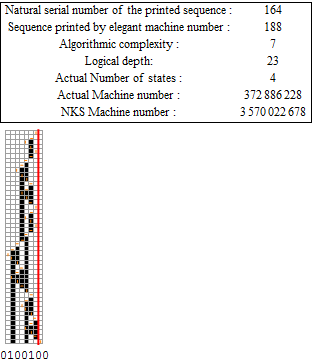 Natural serial number of the printed sequence : 164
Sequence printed by elegant machine number : 188
Algorithmic complexity : 7
Logical depth: 23
Actual Number of states : 4
Actual Machine number : 372 886 228
NKS Machine number : 3 570 022 678
0100100